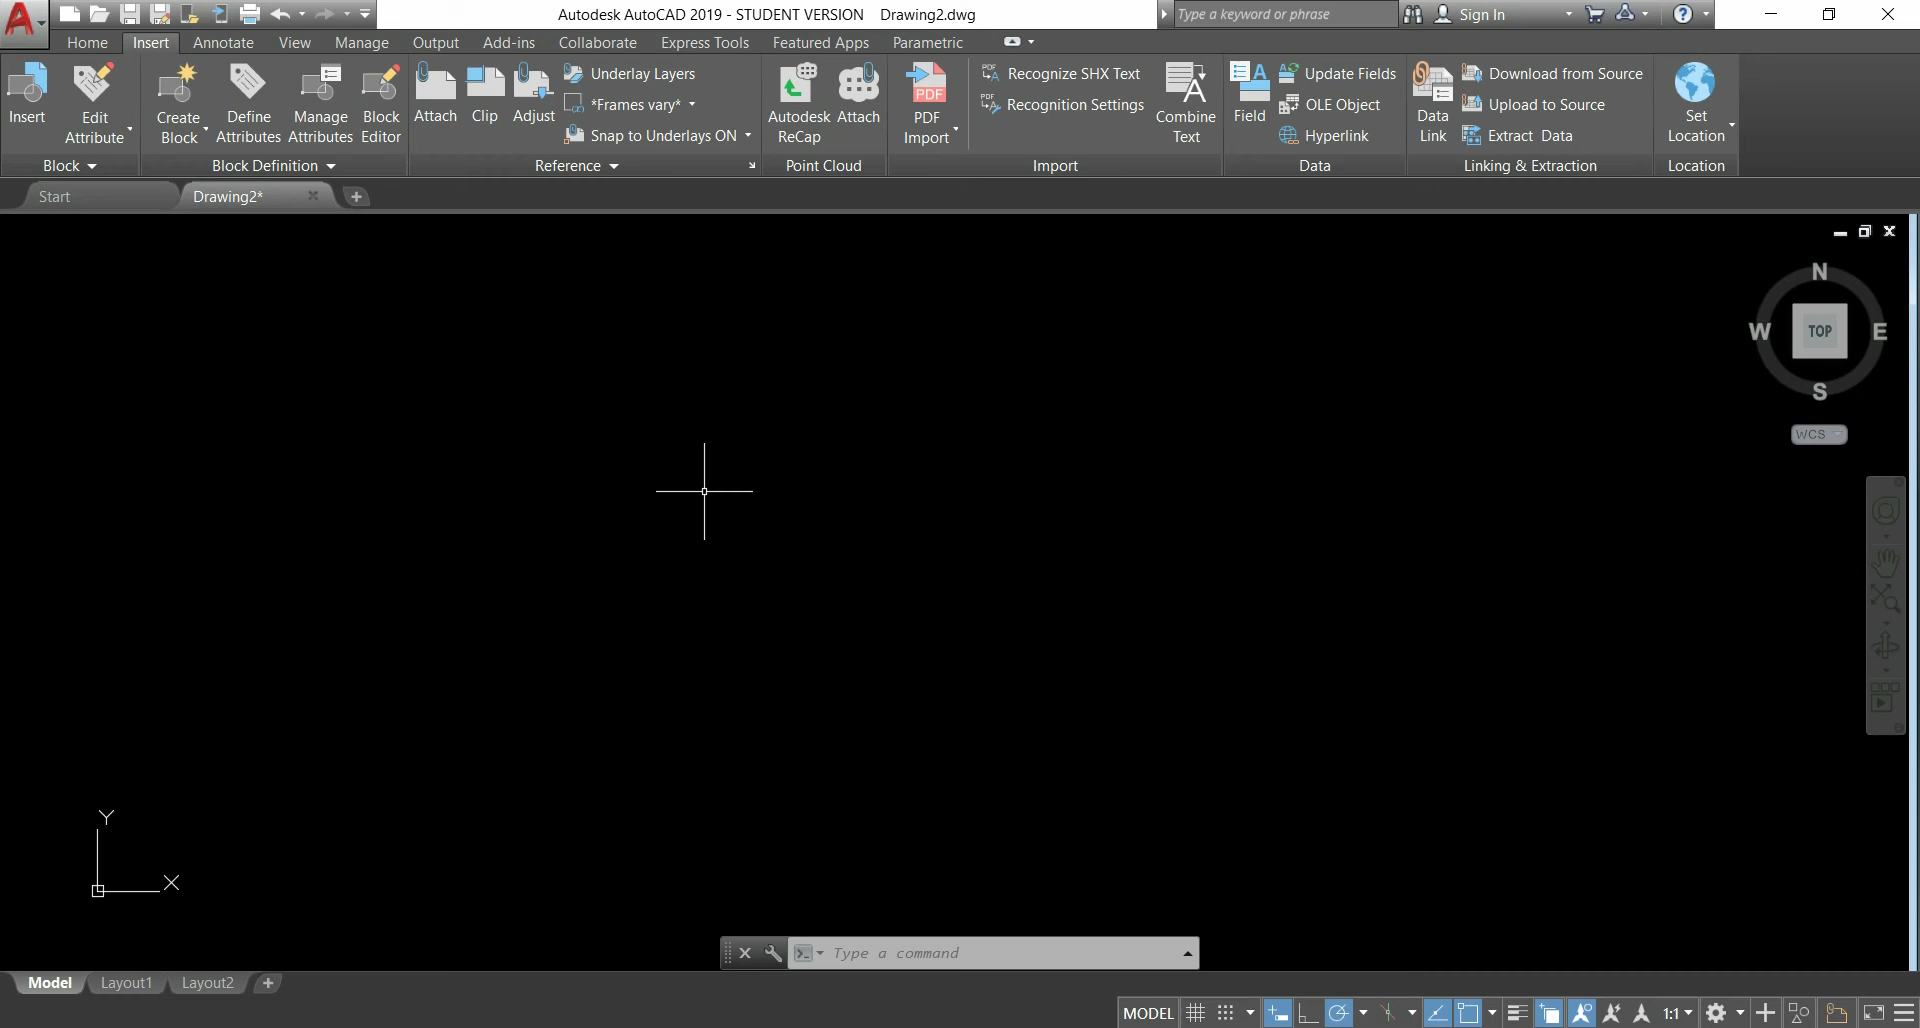 Autodesk AutoCAD 2019 - STUDENT VERSION Drawing2.dwg
Type a keyword or phrase
Sign In
Home Insert Annotate View Manage Output Add-ins Collaborate Express Tools Featured Apps Parametric
Insert
Edit
Attribute
Block
Create
Block
Define
Attributes
Manage
Attributes
Block
Editor
Block Definition
Attach
Clip
Adjust
Underlay Layers
*Frames vary*
Snap to Underlays ON
Reference
Autodesk
ReCap
Attach
Point Cloud
PDF
PDF
Import
PDF
Recognize SHX Text
PDF
Recognition Settings
Combine
Text
Import
Field
Update Fields
OLE Object
Hyperlink
Data
Data
Link
Download from Source
Upload to Source
Extract Data
Linking & Extraction
Set
Location
Location
Start
Drawing2*
N
W
TOP
E
S
WCS
Y
X
Type a command
Model
Layout1
Layout2
MODEL
1:1